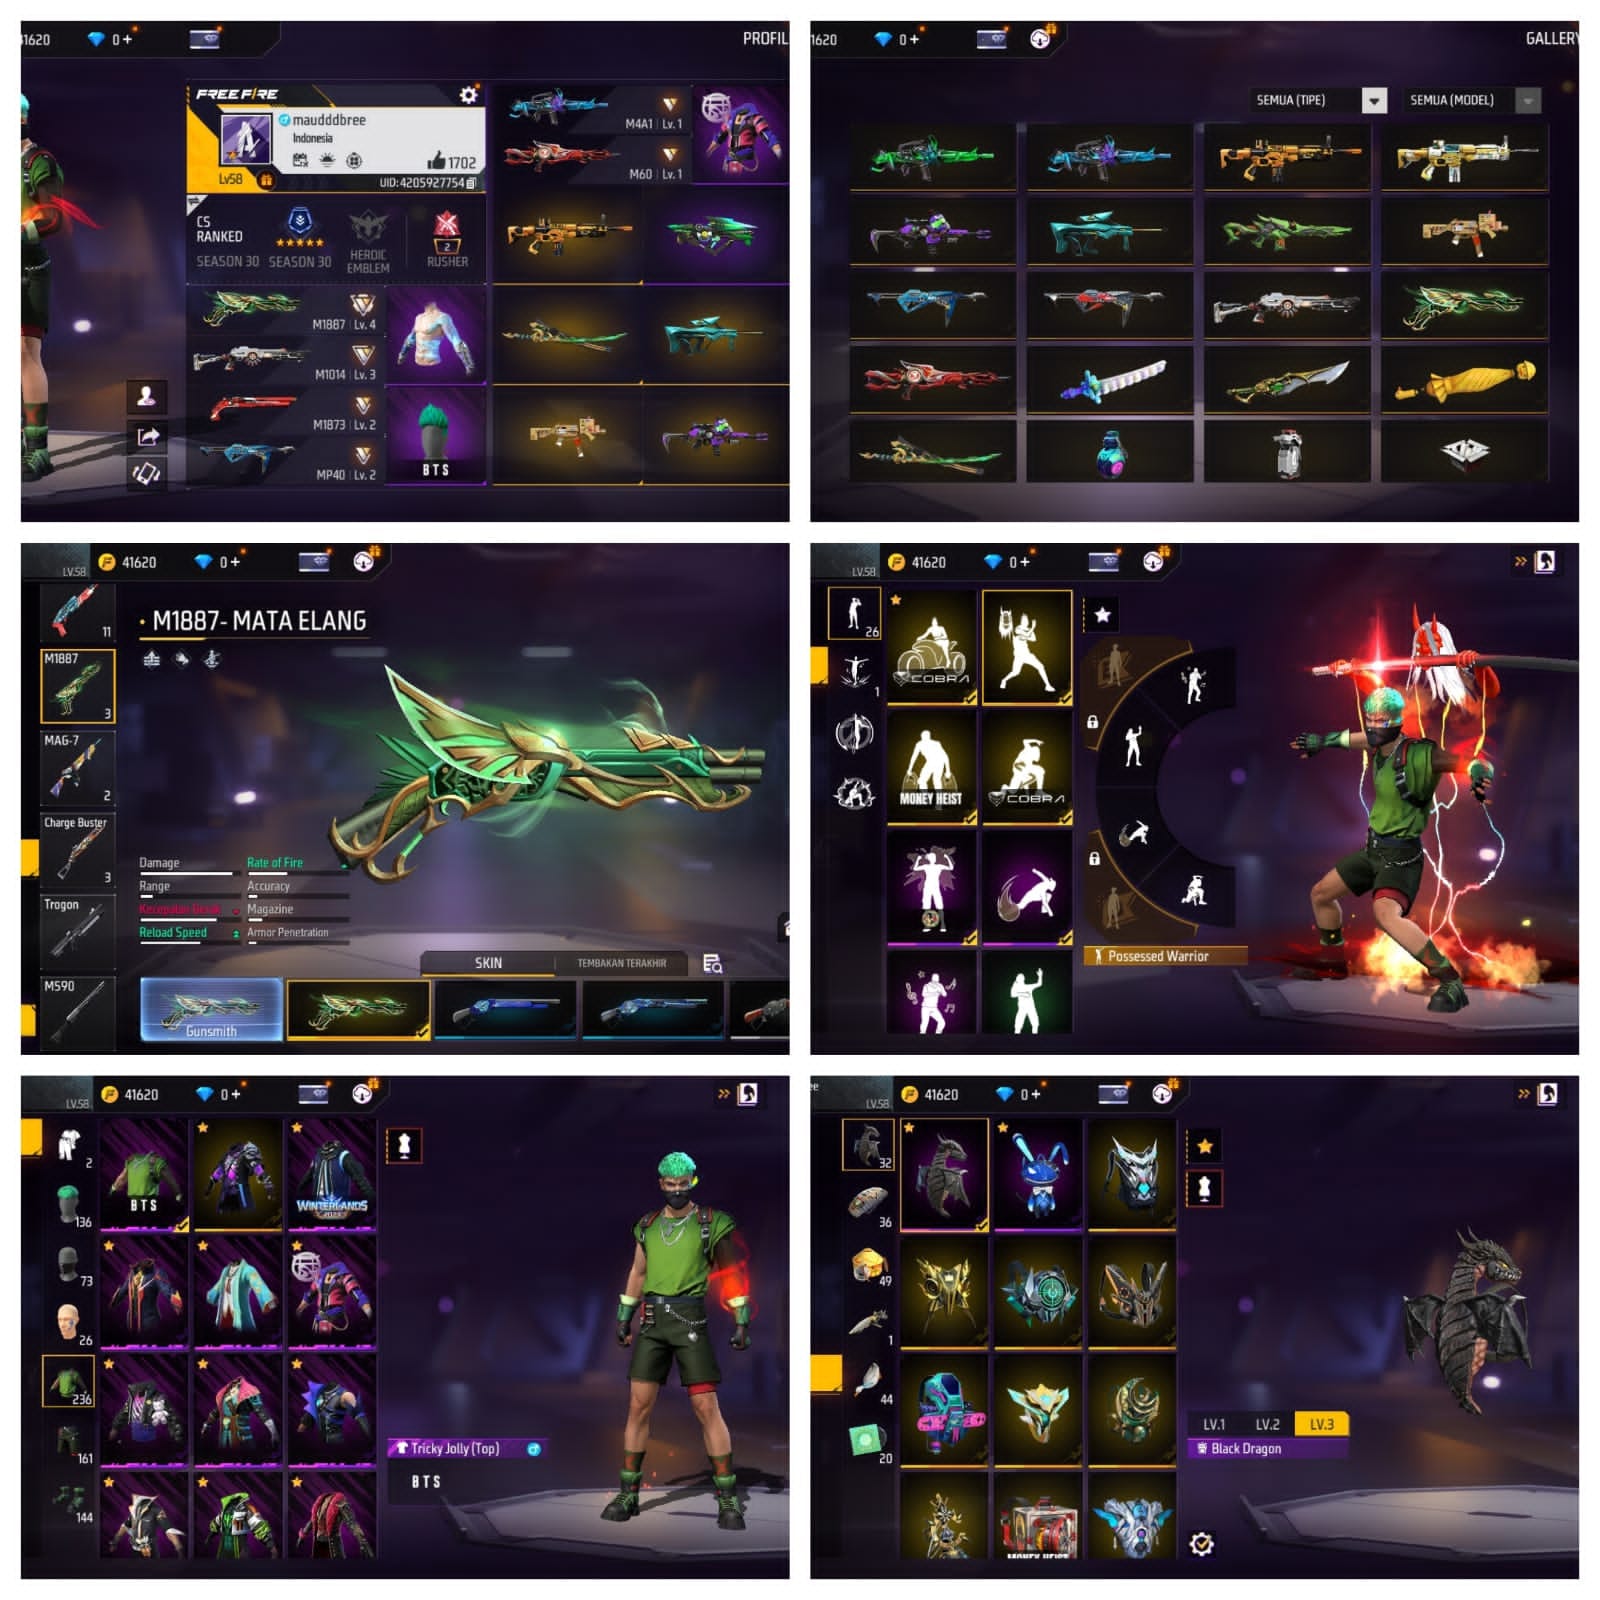 41620
0+
PROFIL
FREE FIRE
maudddbree
Indonesia
1702
Lv58
UID:4205927754
CS
RANKED
SEASON 30
SEASON 30
HEROIC
EMBLEM
2
RUSHER
M1887 | Lv. 4
M1014 | Lv. 3
M1873 | Lv. 2
MP40 | Lv. 2
BTS
M4A1 | Lv. 1
M60 | Lv. 1
1620
0+
GALLERY
SEMUA (TIPE)
SEMUA (MODEL)
LV.58
41620
0+
11
M1887
3
MAG-7
2
Charge Buster
3
Trogon
M590
M1887- MATA ELANG
Damage
Rate of Fire
Range
Accuracy
Magazine
Reload Speed
Armor Penetration
SKIN
TEMBAKAN TERAKHIR
Gunsmith
LV.58
41620
0+
26
1
COBRA
MONEY HEIST
COBRA
Possessed Warrior
LV.58
41620
0+
2
136
73
26
236
161
144
BTS
WINTERLANDS
Tricky Jolly (Top)
BTS
ee
LV.58
41620
0+
32
36
49
1
44
20
MONEY HEIST
LV.1
LV.2
LV.3
Black Dragon